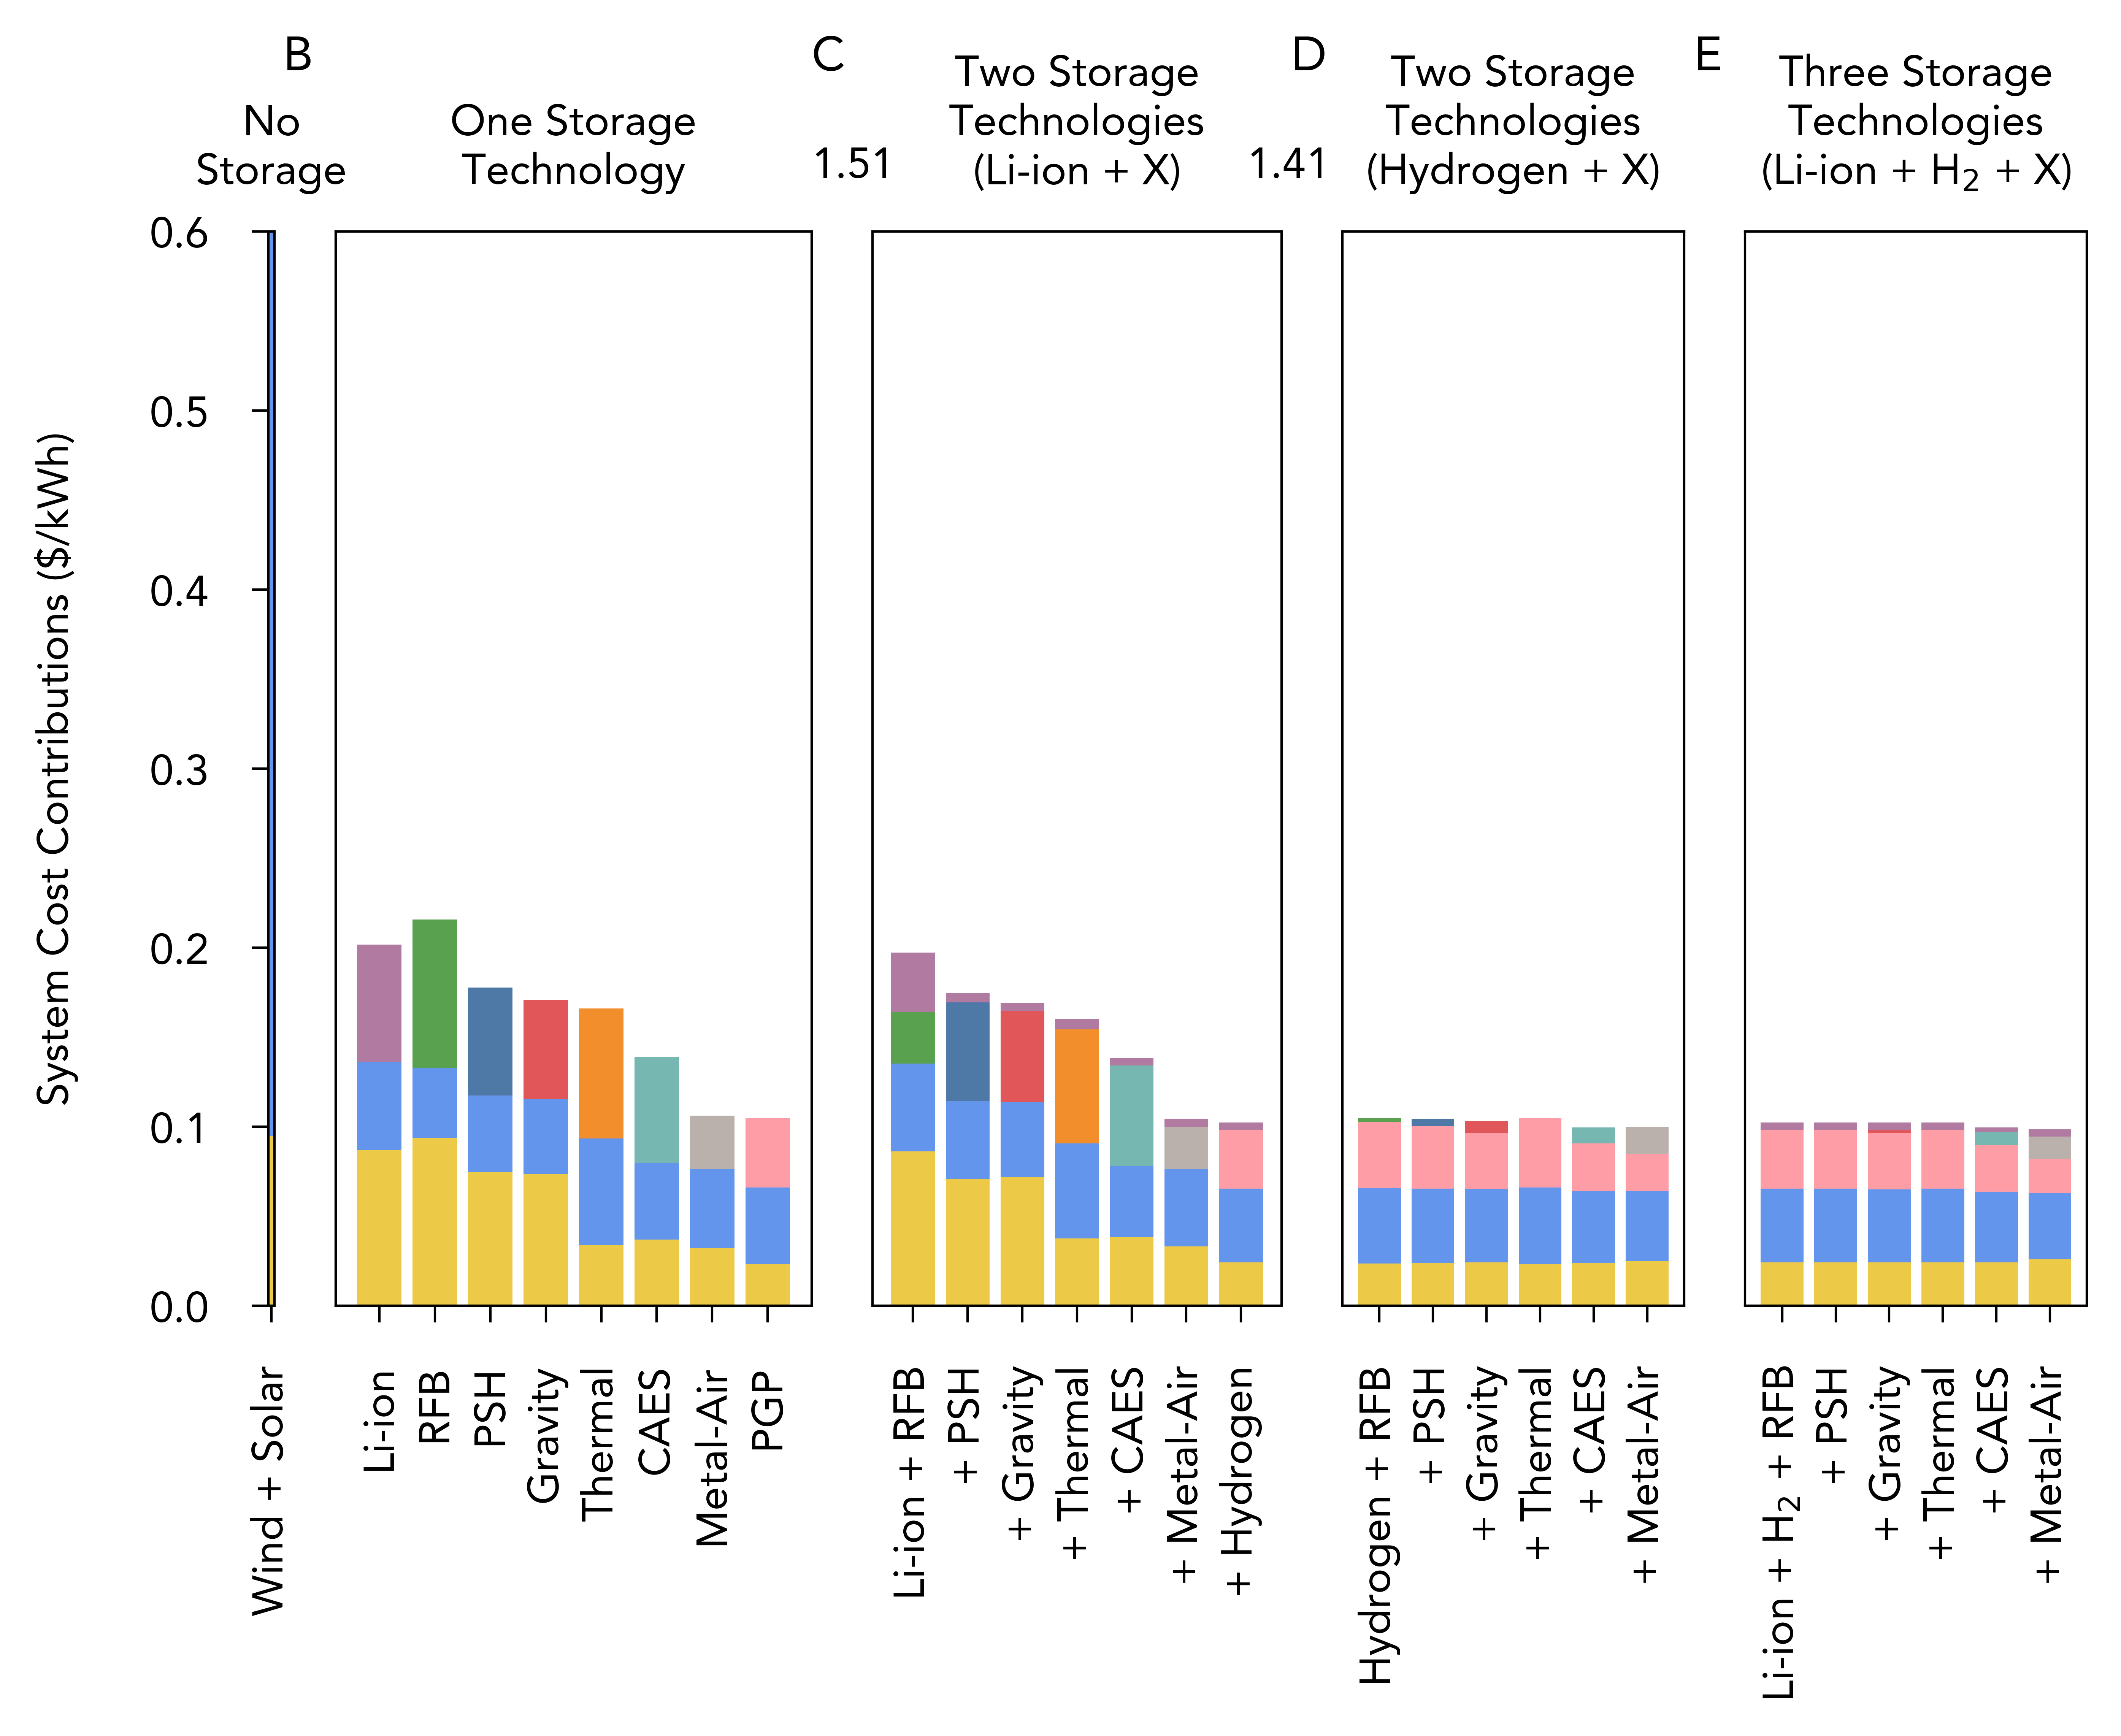 B
C
D
E
No
Storage
One Storage
Technology
1.51
Two Storage
Technologies
(Li-ion + X)
1.41
Two Storage
Technologies
(Hydrogen + X)
Three Storage
Technologies
(Li-ion + H₂ + X)
System Cost Contributions ($/kWh)
0.6
0.5
0.4
0.3
0.2
0.1
0.0
Wind + Solar
Li-ion
RFB
PSH
Gravity
Thermal
CAES
Metal-Air
PGP
Li-ion + RFB
+ PSH
+ Gravity
+ Thermal
+ CAES
+ Metal-Air
+ Hydrogen
Hydrogen + RFB
+ PSH
+ Gravity
+ Thermal
+ CAES
+ Metal-Air
Li-ion + H₂ + RFB
+ PSH
+ Gravity
+ Thermal
+ CAES
+ Metal-Air